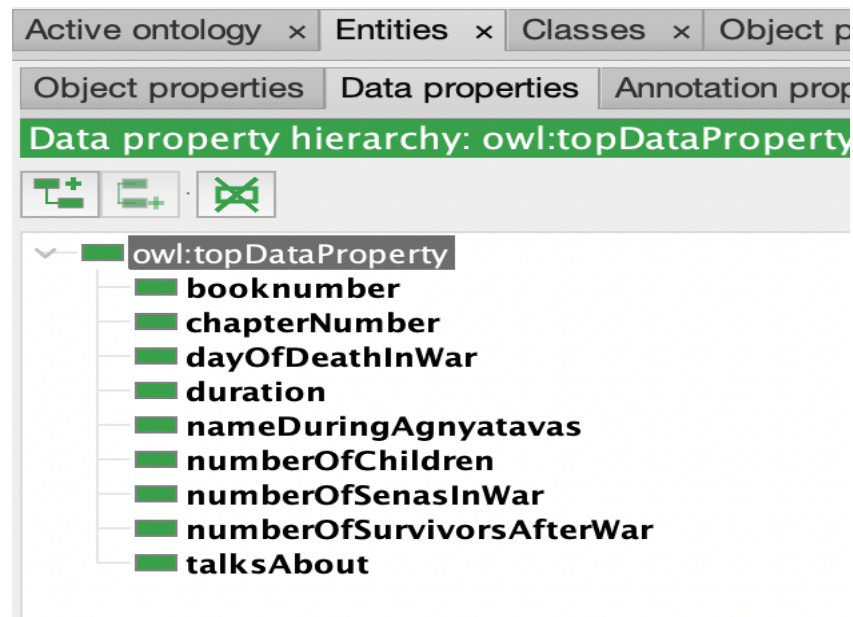 Active ontology × Entities × Classes × Object p
Object properties Data properties Annotation prop
Data property hierarchy: owl:topDataProperty
owl:topDataProperty
booknumber
chapterNumber
dayOfDeathInWar
duration
nameDuringAgnyatavas
numberOfChildren
numberOfSenasInWar
numberOfSurvivorsAfterWar
talksAbout